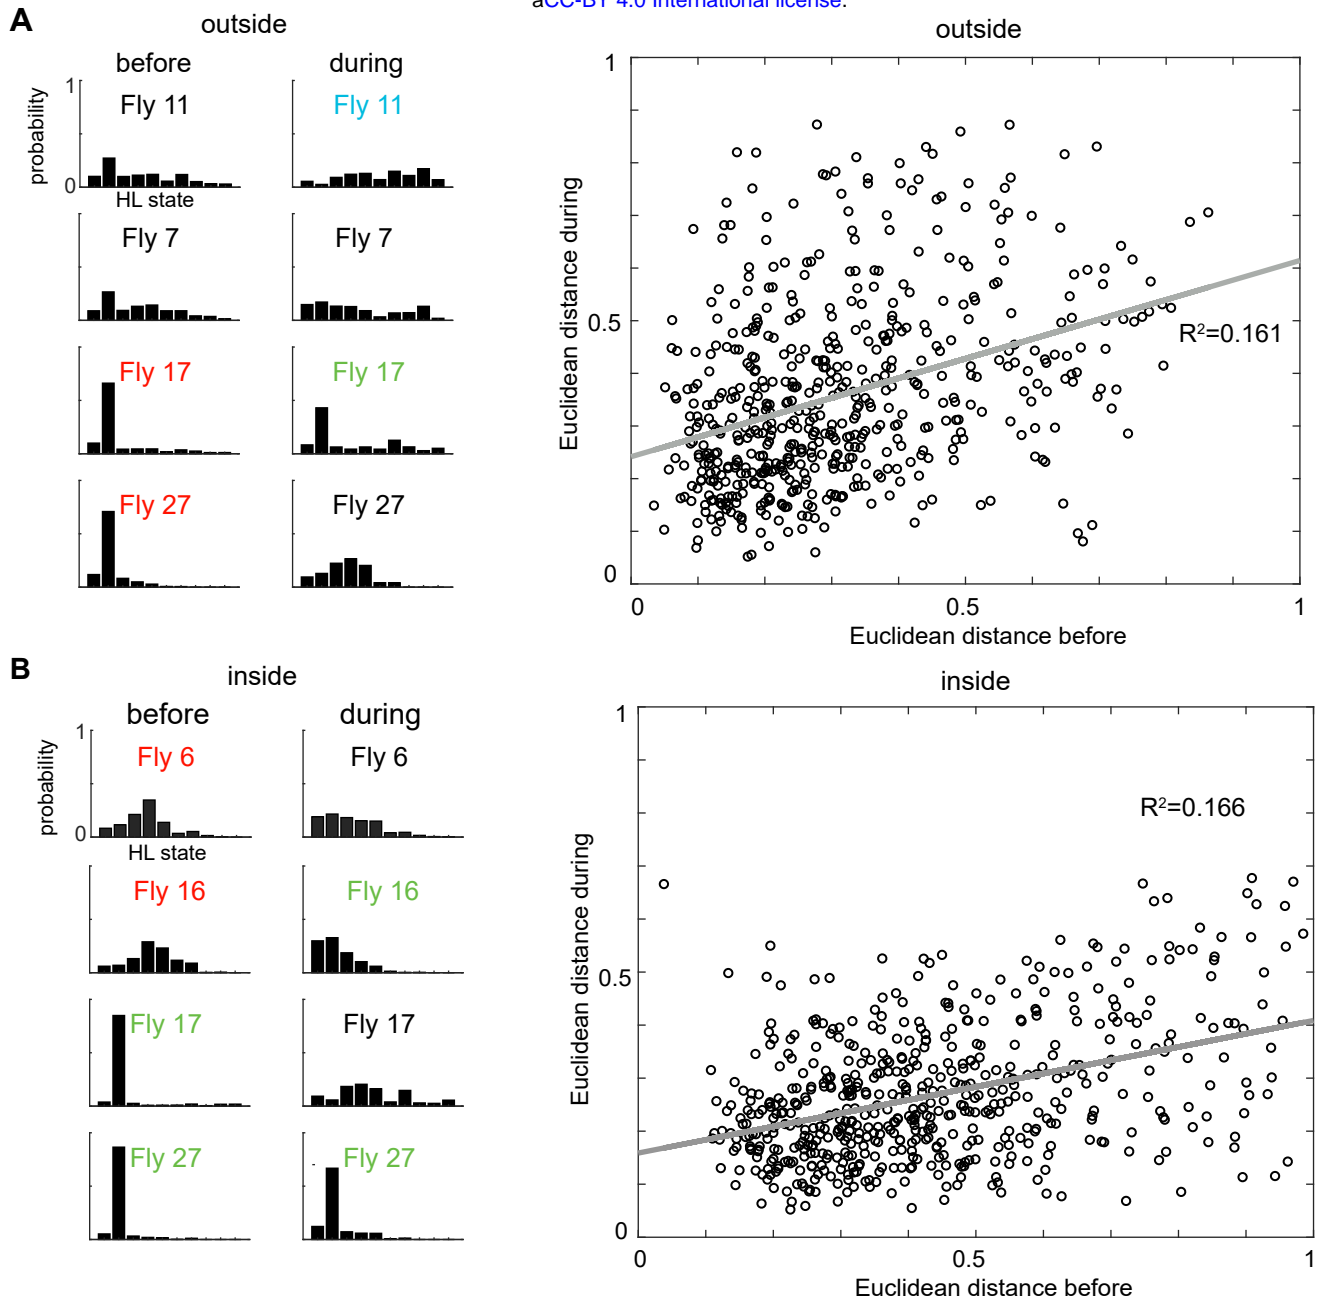 aCC-BY 4.0 International license.
A
outside
before
during
probability
1
0
Fly 11
Fly 11
HL state
Fly 7
Fly 7
Fly 17
Fly 17
Fly 27
Fly 27
outside
Euclidean distance during
1
0.5
0
R²=0.161
0
0.5
1
Euclidean distance before
B
inside
before
during
probability
1
0
Fly 6
Fly 6
HL state
Fly 16
Fly 16
Fly 17
Fly 17
Fly 27
Fly 27
inside
Euclidean distance during
1
0.5
0
R²=0.166
0
0.5
1
Euclidean distance before